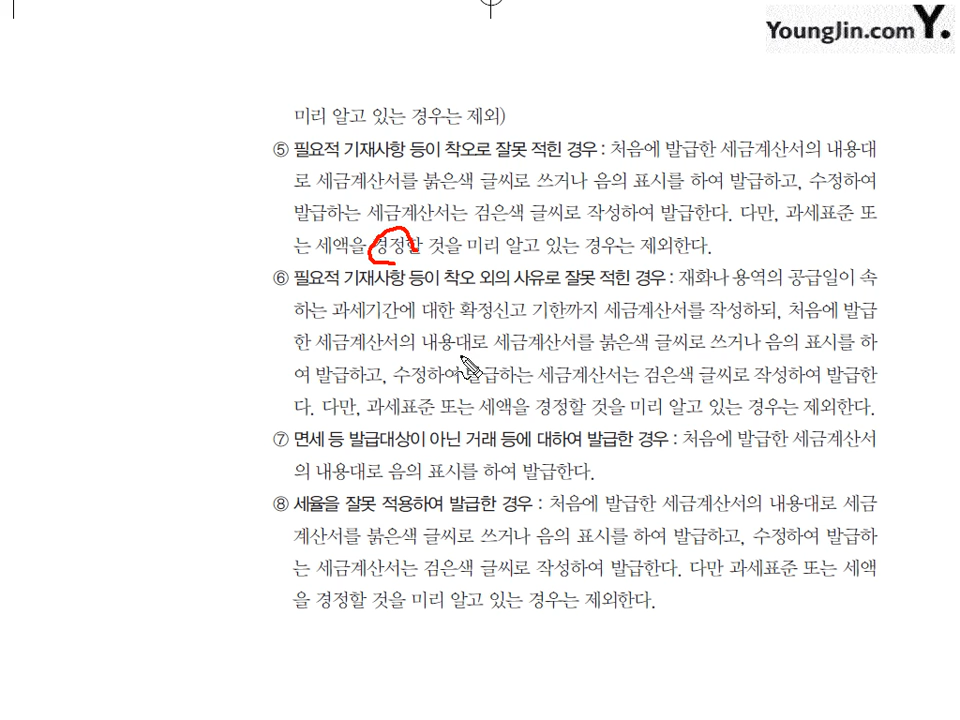 YoungJin.com Y.
미리 알고 있는 경우는 제외)
⑤ 필요적 기재사항 등이 착오로 잘못 적힌 경우 : 처음에 발급한 세금계산서의 내용대
로 세금계산서를 붉은색 글씨로 쓰거나 음의 표시를 하여 발급하고, 수정하여
발급하는 세금계산서는 검은색 글씨로 작성하여 발급한다. 다만, 과세표준 또
는 세액을 경정할 것을 미리 알고 있는 경우는 제외한다.
⑥ 필요적 기재사항 등이 착오 외의 사유로 잘못 적힌 경우 : 재화나 용역의 공급일이 속
하는 과세기간에 대한 확정신고 기한까지 세금계산서를 작성하되, 처음에 발급
한 세금계산서의 내용대로 세금계산서를 붉은색 글씨로 쓰거나 음의 표시를 하
여 발급하고, 수정하여 발급하는 세금계산서는 검은색 글씨로 작성하여 발급한
다. 다만, 과세표준 또는 세액을 경정할 것을 미리 알고 있는 경우는 제외한다.
⑦ 면세 등 발급대상이 아닌 거래 등에 대하여 발급한 경우 : 처음에 발급한 세금계산서
의 내용대로 음의 표시를 하여 발급한다.
⑧ 세율을 잘못 적용하여 발급한 경우 : 처음에 발급한 세금계산서의 내용대로 세금
계산서를 붉은색 글씨로 쓰거나 음의 표시를 하여 발급하고, 수정하여 발급하
는 세금계산서는 검은색 글씨로 작성하여 발급한다. 다만 과세표준 또는 세액
을 경정할 것을 미리 알고 있는 경우는 제외한다.